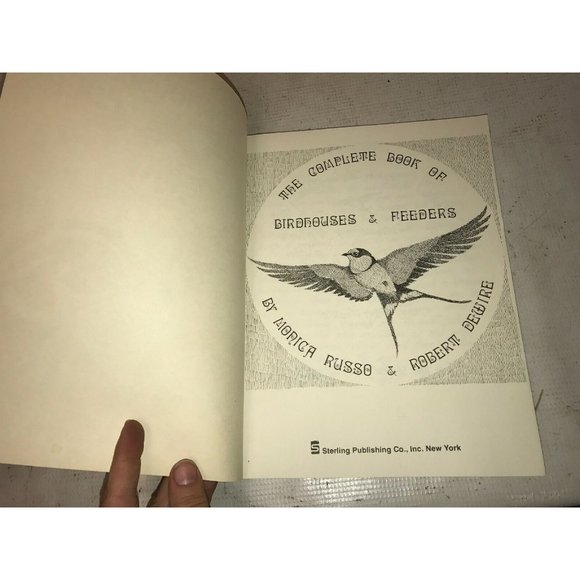 THE COMPLETE BOOK OF
BIRDHOUSES & FEEDERS
BY MONICA RUSSO & ROBERT DEWIRE
S Sterling Publishing Co., Inc. New York